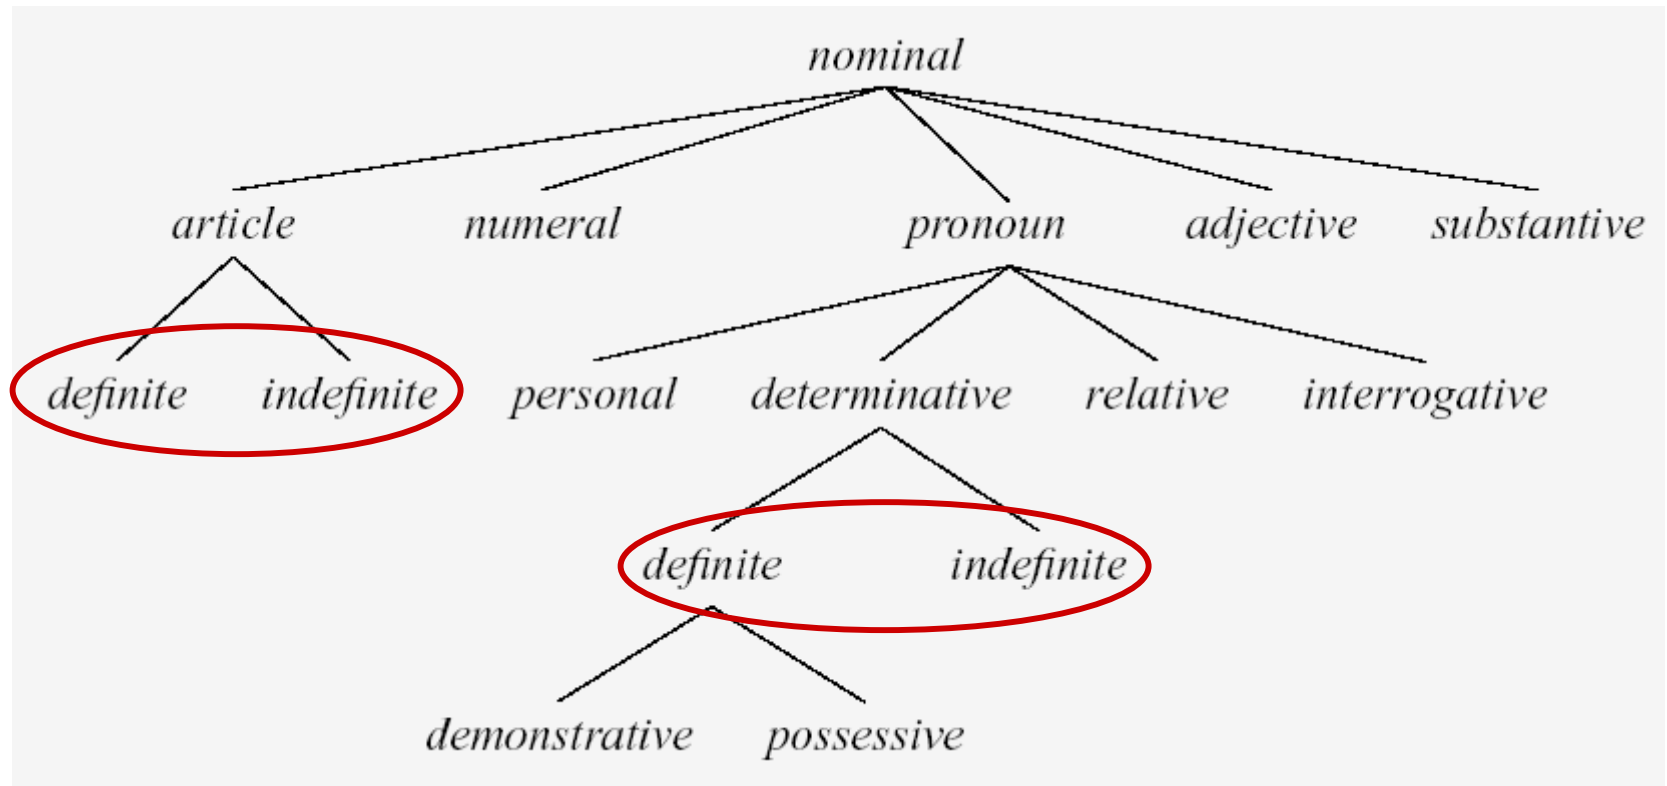 nominal
article numeral pronoun adjective substantive
definite indefinite personal determinative relative interrogative
definite indefinite
demonstrative possessive